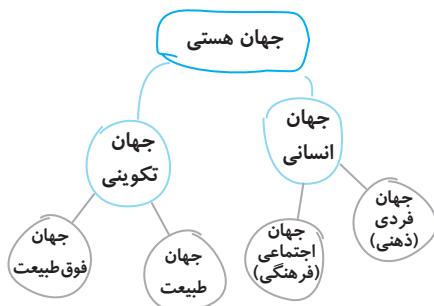 جهان هستی
جهان
انسانی
جهان
تکوینی
جهان
فردی
(ذهنی)
جهان
اجتماعی
(فرهنگی)
جهان
طبیعت
جهان
فوق‌طبیعت